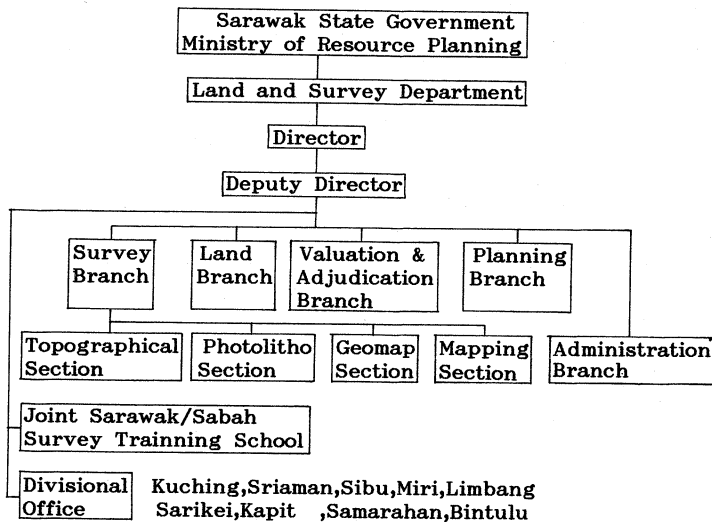 Sarawak State Government
Ministry of Resource Planning
Land and Survey Department
Director
Deputy Director
Survey
Branch
Land
Branch
Valuation &
Adjudication
Branch
Planning
Branch
Topographical
Section
Photolitho
Section
Geomap
Section
Mapping
Section
Administration
Branch
Joint Sarawak/Sabah
Survey Trainning School
Divisional
Office
Kuching,Sriaman,Sibu,Miri,Limbang
Sarikei,Kapit ,Samarahan,Bintulu